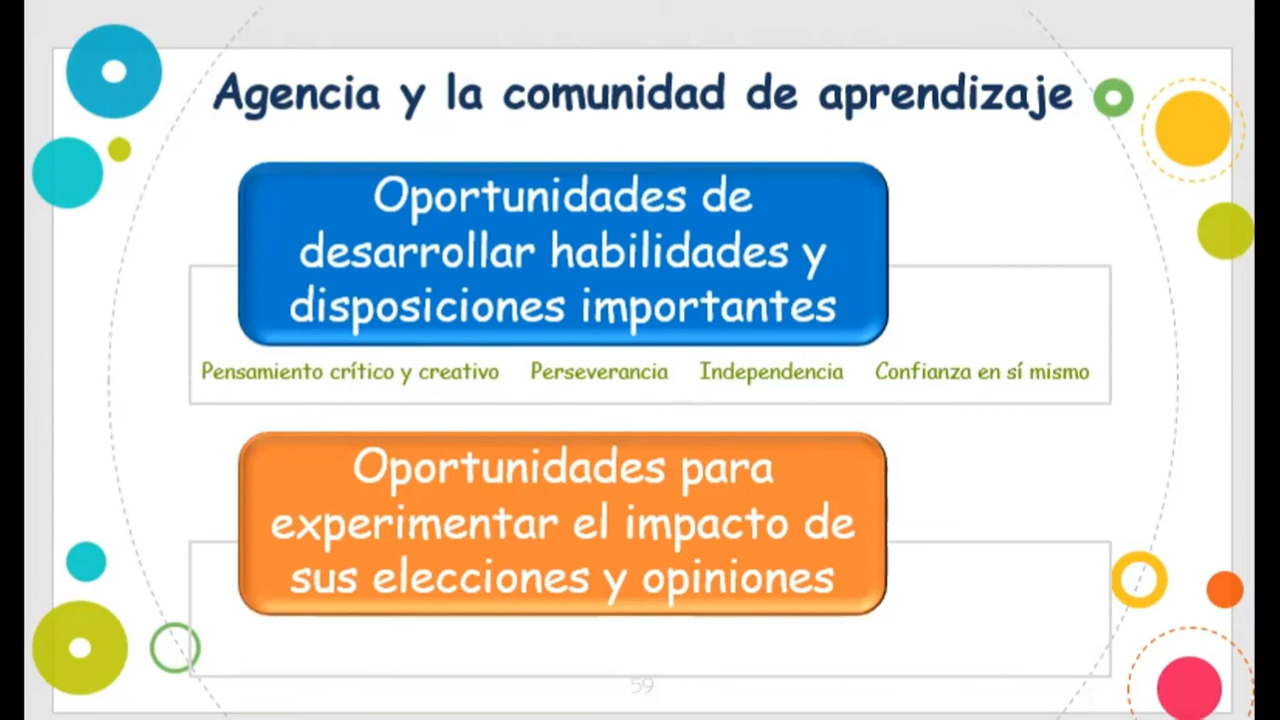 Agencia y la comunidad de aprendizaje
Oportunidades de
desarrollar habilidades y
disposiciones importantes
Pensamiento crítico y creativo Perseverancia Independencia Confianza en sí mismo
Oportunidades para
experimentar el impacto de
sus elecciones y opiniones
59